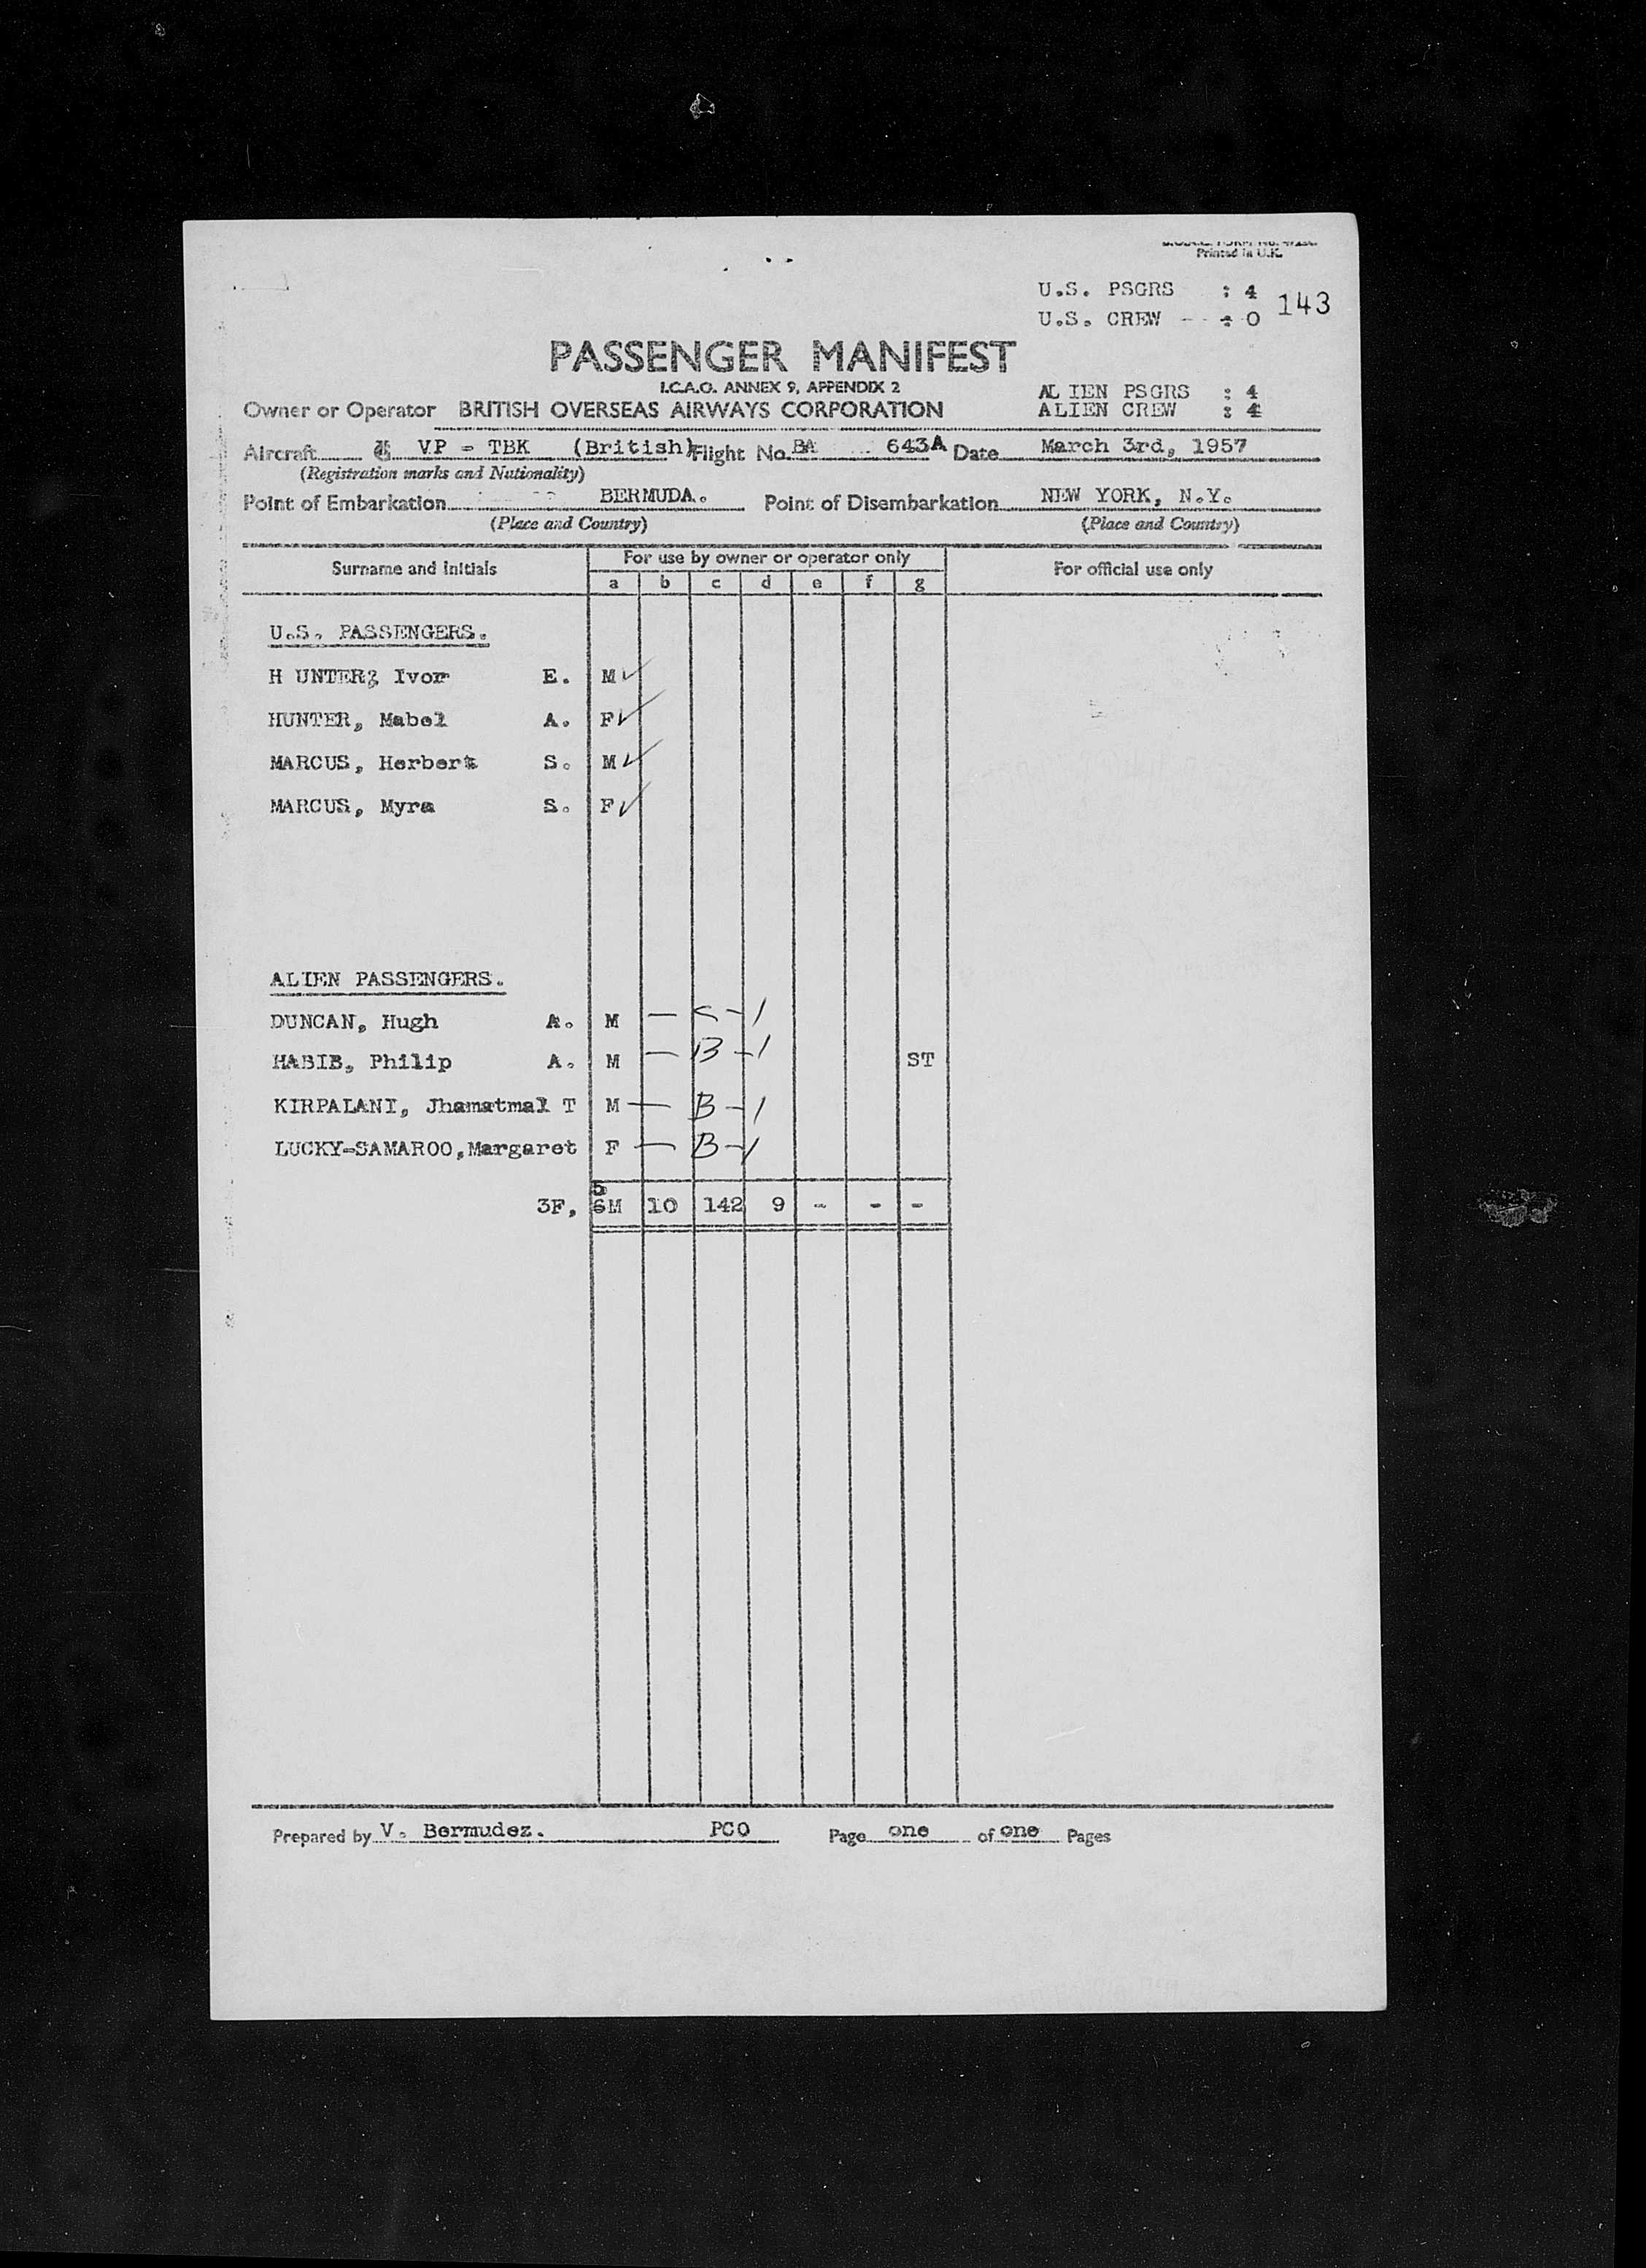 Printed in U.K.
U.S. PSGRS : 4 143
U.S. CREW - - : 0
PASSENGER MANIFEST
I.C.A.O. ANNEX 9, APPENDIX 2
ALIEN PSGRS : 4
Owner or Operator BRITISH OVERSEAS AIRWAYS CORPORATION
ALIEN CREW : 4
Aircraft VP - TBK (British) Flight No. BA 643A Date March 3rd, 1957
(Registration marks and Nationality)
Point of Embarkation BERMUDA. Point of Disembarkation NEW YORK, N.Y.
(Place and Country) (Place and Country)
Surname and Initials For use by owner or operator only For official use only
a b c d e f g
U.S. PASSENGERS.
H UNTER, Ivor E. M ✓
HUNTER, Mabel A. F ✓
MARCUS, Herbert S. M ✓
MARCUS, Myra S. F ✓
ALIEN PASSENGERS.
DUNCAN, Hugh A. M — -1
HABIB, Philip A. M — B -1 ST
KIRPALANI, Jhamatmal T M — B -1
LUCKY-SAMAROO,Margaret F — B -1
5
3F, 6M 10 142 9 - - -
Prepared by V. Bermudez. PCO Page one of one Pages